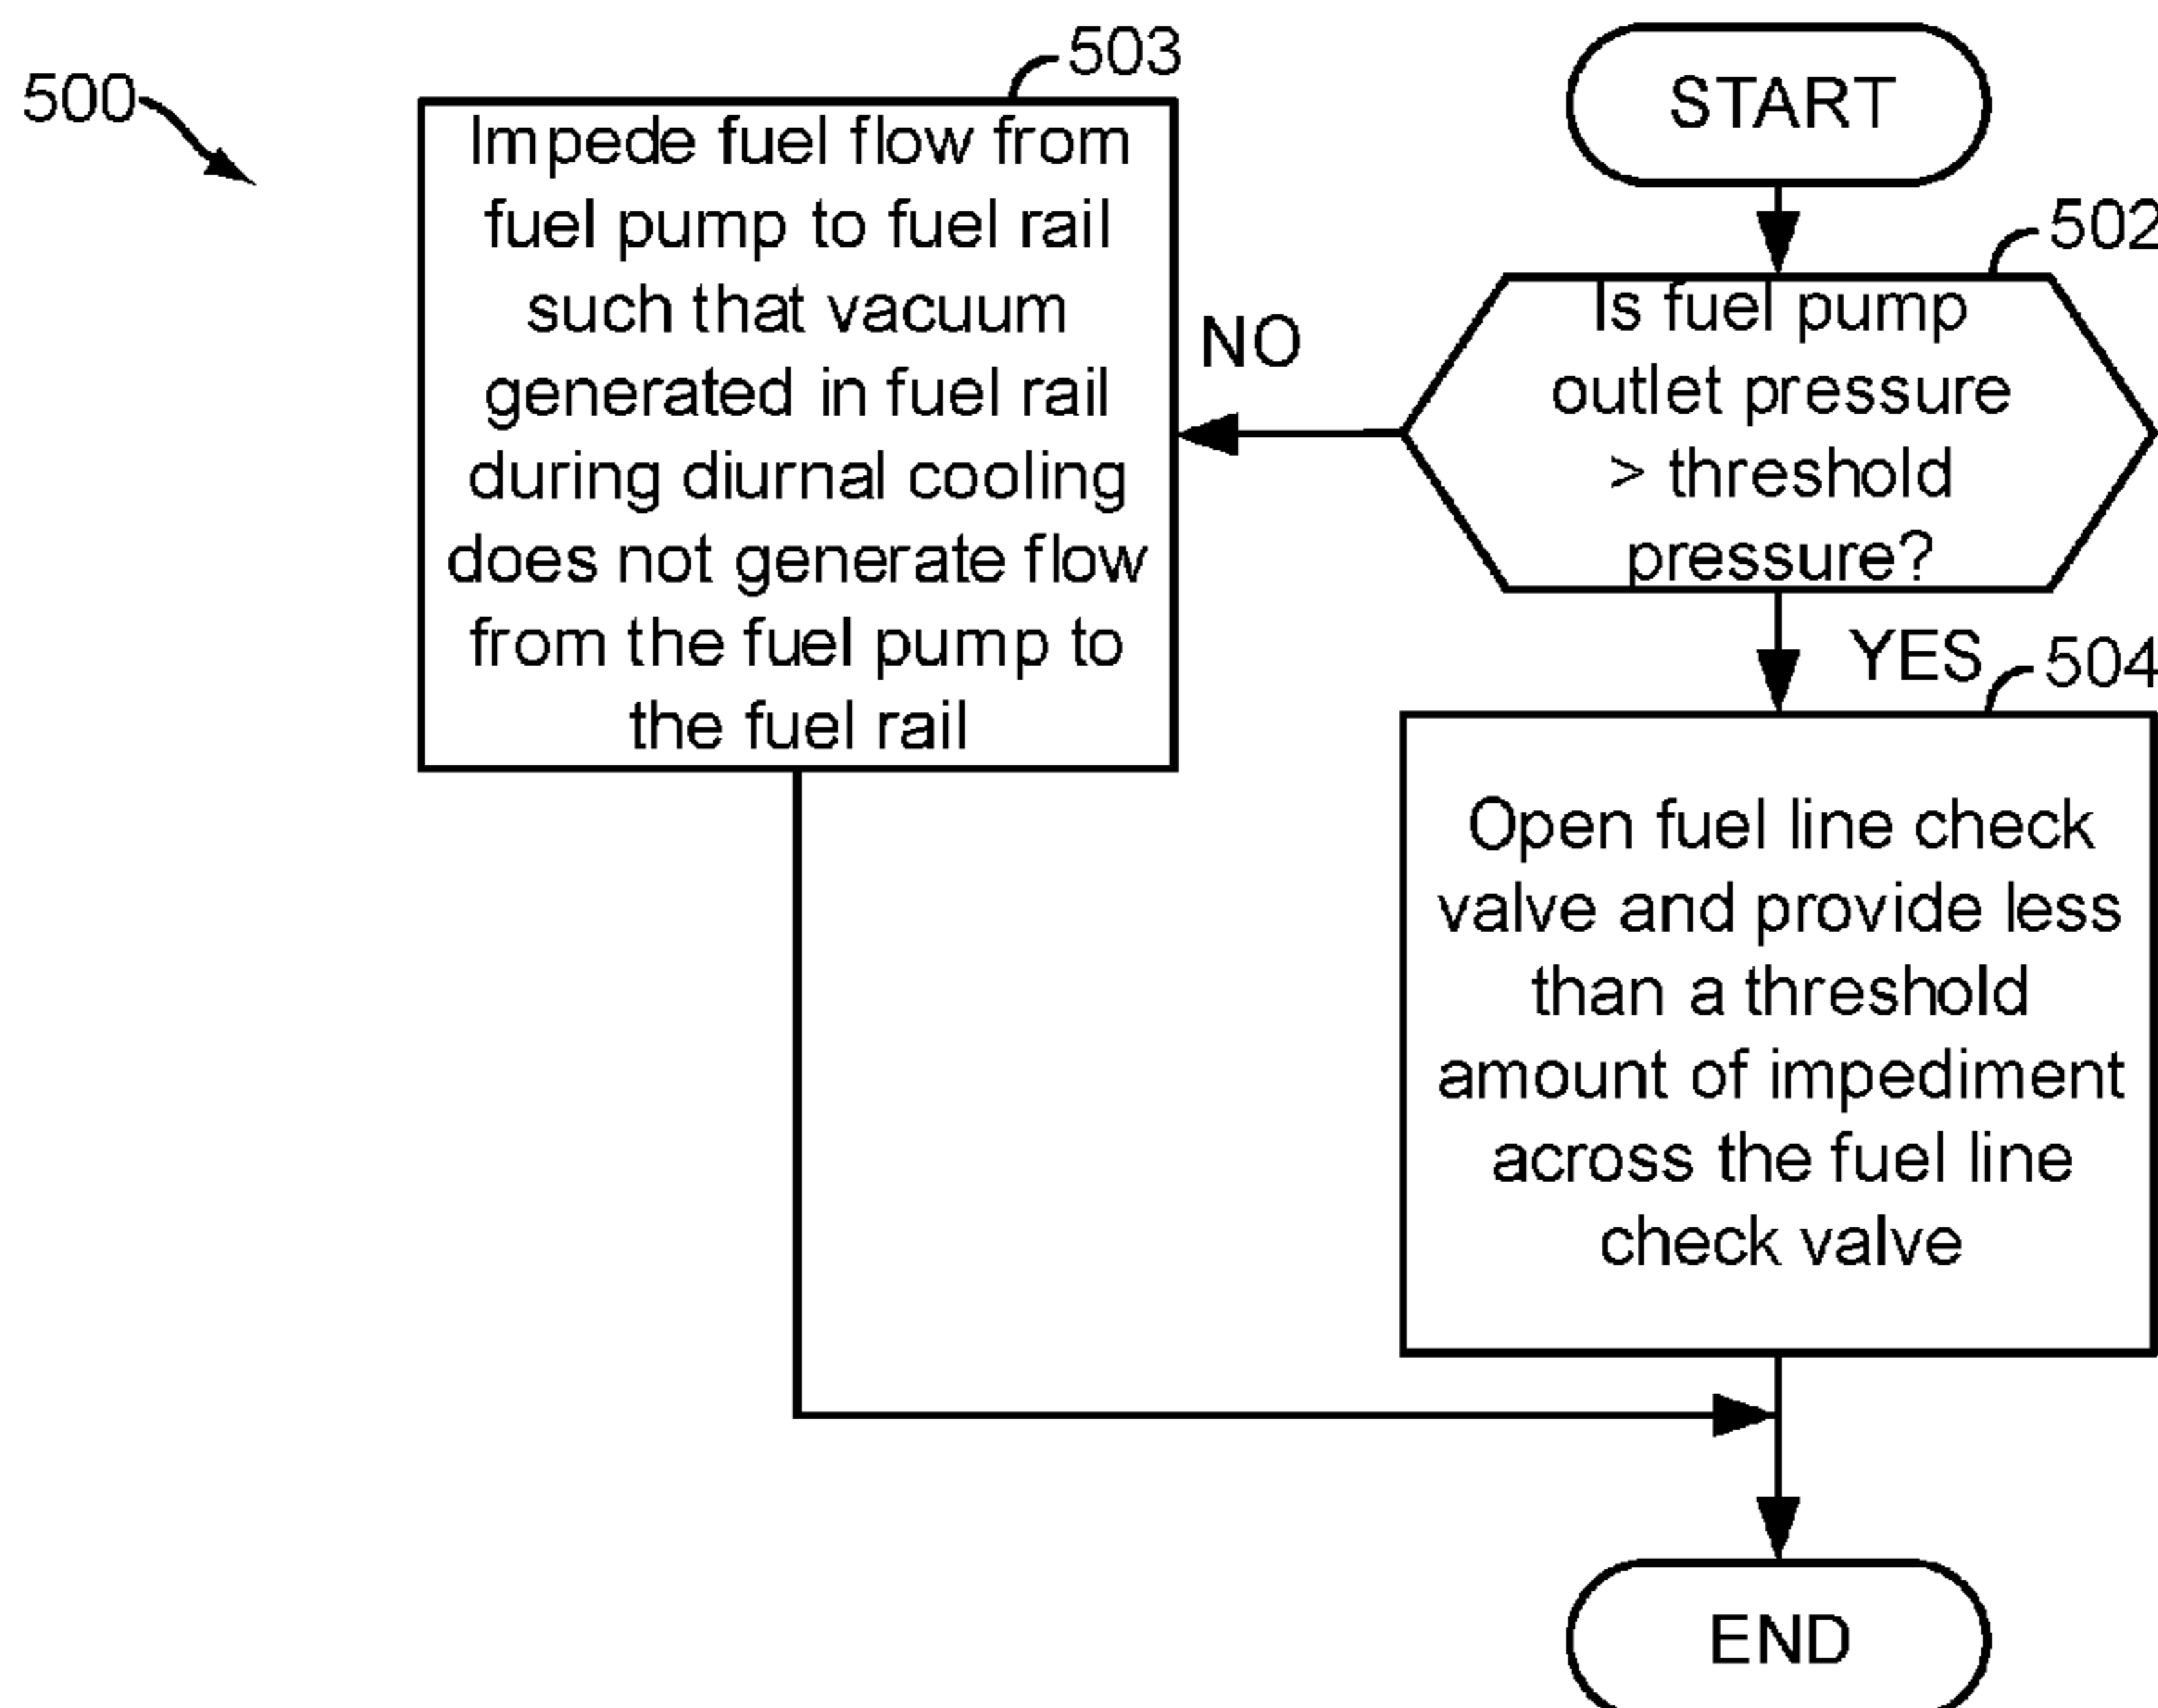 500
503
Impede fuel flow from
fuel pump to fuel rail
such that vacuum
generated in fuel rail
during diurnal cooling
does not generate flow
from the fuel pump to
the fuel rail
START
502
Is fuel pump
outlet pressure
> threshold
pressure?
NO
YES
504
Open fuel line check
valve and provide less
than a threshold
amount of impediment
across the fuel line
check valve
END